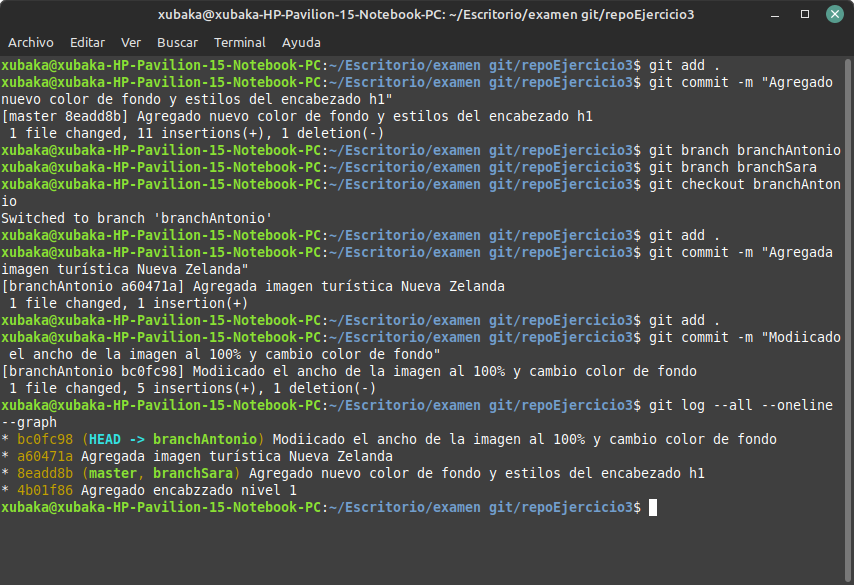 xubaka@xubaka-HP-Pavilion-15-Notebook-PC: ~/Escritorio/examen git/repoEjercicio3
Archivo Editar Ver Buscar Terminal Ayuda
xubaka@xubaka-HP-Pavilion-15-Notebook-PC:~/Escritorio/examen git/repoEjercicio3$ git add .
xubaka@xubaka-HP-Pavilion-15-Notebook-PC:~/Escritorio/examen git/repoEjercicio3$ git commit -m "Agregado
nuevo color de fondo y estilos del encabezado h1"
[master 8eadd8b] Agregado nuevo color de fondo y estilos del encabezado h1
 1 file changed, 11 insertions(+), 1 deletion(-)
xubaka@xubaka-HP-Pavilion-15-Notebook-PC:~/Escritorio/examen git/repoEjercicio3$ git branch branchAntonio
xubaka@xubaka-HP-Pavilion-15-Notebook-PC:~/Escritorio/examen git/repoEjercicio3$ git branch branchSara
xubaka@xubaka-HP-Pavilion-15-Notebook-PC:~/Escritorio/examen git/repoEjercicio3$ git checkout branchAnton
io
Switched to branch 'branchAntonio'
xubaka@xubaka-HP-Pavilion-15-Notebook-PC:~/Escritorio/examen git/repoEjercicio3$ git add .
xubaka@xubaka-HP-Pavilion-15-Notebook-PC:~/Escritorio/examen git/repoEjercicio3$ git commit -m "Agregada
imagen turística Nueva Zelanda"
[branchAntonio a60471a] Agregada imagen turística Nueva Zelanda
 1 file changed, 1 insertion(+)
xubaka@xubaka-HP-Pavilion-15-Notebook-PC:~/Escritorio/examen git/repoEjercicio3$ git add .
xubaka@xubaka-HP-Pavilion-15-Notebook-PC:~/Escritorio/examen git/repoEjercicio3$ git commit -m "Modiicado
 el ancho de la imagen al 100% y cambio color de fondo"
[branchAntonio bc0fc98] Modiicado el ancho de la imagen al 100% y cambio color de fondo
 1 file changed, 5 insertions(+), 1 deletion(-)
xubaka@xubaka-HP-Pavilion-15-Notebook-PC:~/Escritorio/examen git/repoEjercicio3$ git log --all --oneline
--graph
* bc0fc98 (HEAD -> branchAntonio) Modiicado el ancho de la imagen al 100% y cambio color de fondo
* a60471a Agregada imagen turística Nueva Zelanda
* 8eadd8b (master, branchSara) Agregado nuevo color de fondo y estilos del encabezado h1
* 4b01f86 Agregado encabzzado nivel 1
xubaka@xubaka-HP-Pavilion-15-Notebook-PC:~/Escritorio/examen git/repoEjercicio3$